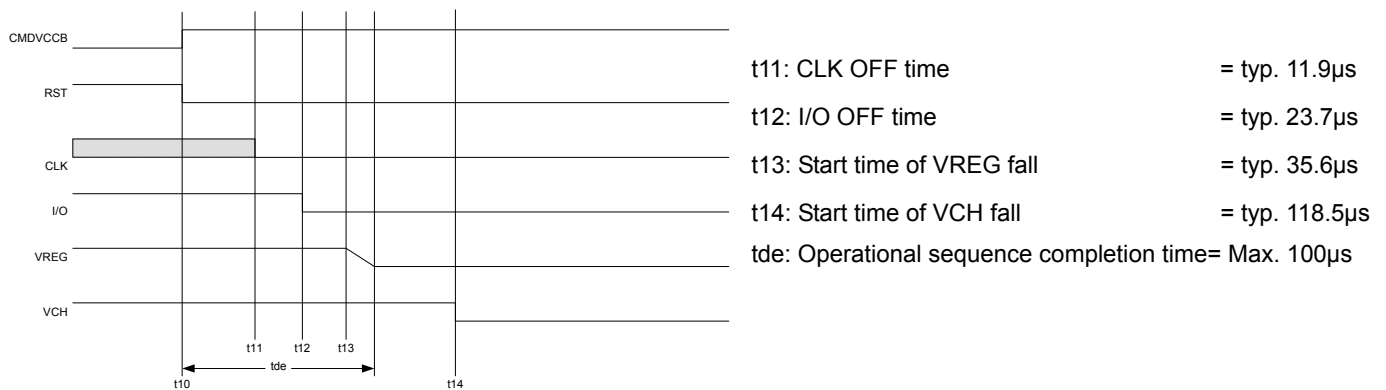 CMDVCCB
RST
CLK
I/O
VREG
VCH
t11 t12 t13
tde
t10 t14
t11: CLK OFF time = typ. 11.9µs
t12: I/O OFF time = typ. 23.7µs
t13: Start time of VREG fall = typ. 35.6µs
t14: Start time of VCH fall = typ. 118.5µs
tde: Operational sequence completion time= Max. 100µs